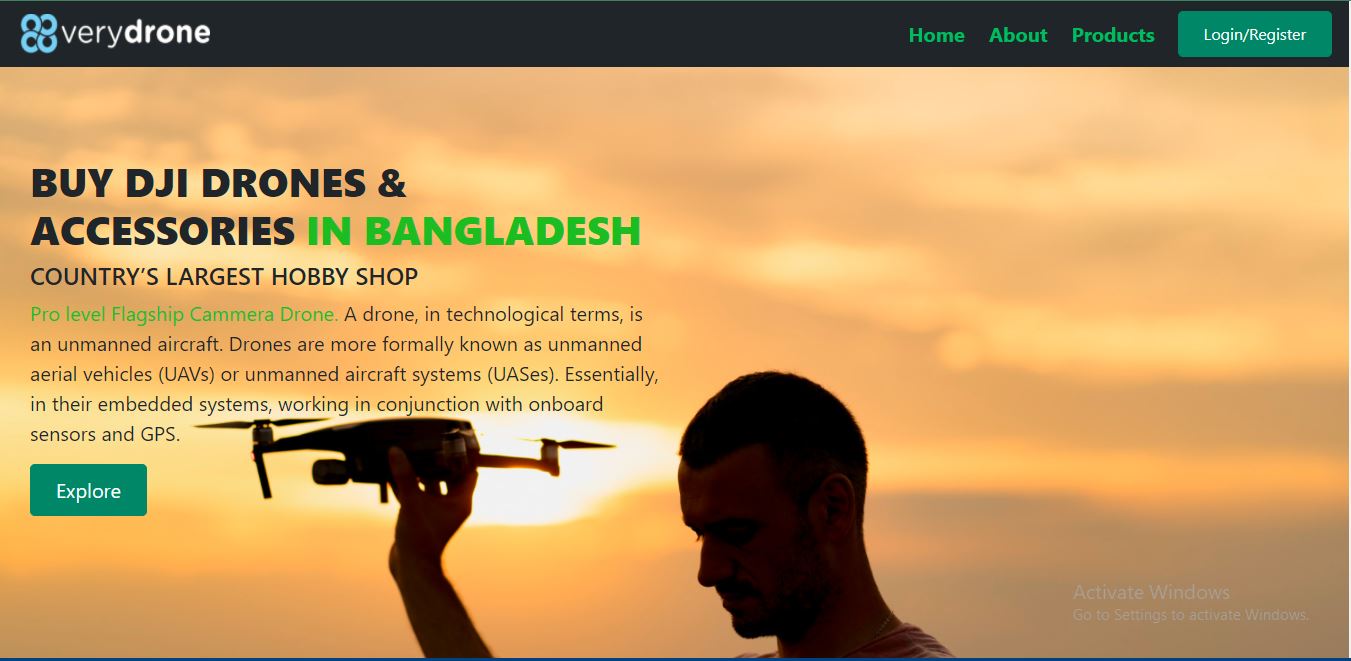 verydrone
Home About Products Login/Register
BUY DJI DRONES &
ACCESSORIES IN BANGLADESH
COUNTRY’S LARGEST HOBBY SHOP
Pro level Flagship Cammera Drone. A drone, in technological terms, is
an unmanned aircraft. Drones are more formally known as unmanned
aerial vehicles (UAVs) or unmanned aircraft systems (UASes). Essentially,
in their embedded systems, working in conjunction with onboard
sensors and GPS.
Explore
Activate Windows
Go to Settings to activate Windows.